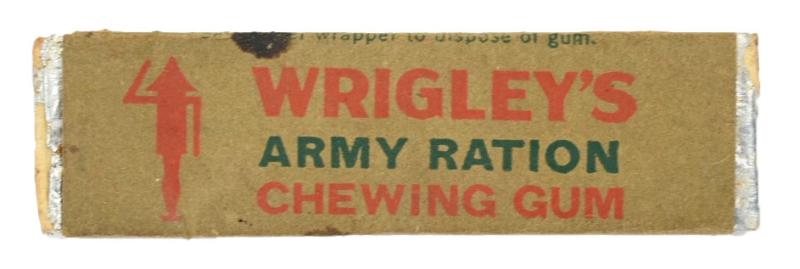 wrapper to dispose of gum.
WRIGLEY'S
ARMY RATION
CHEWING GUM